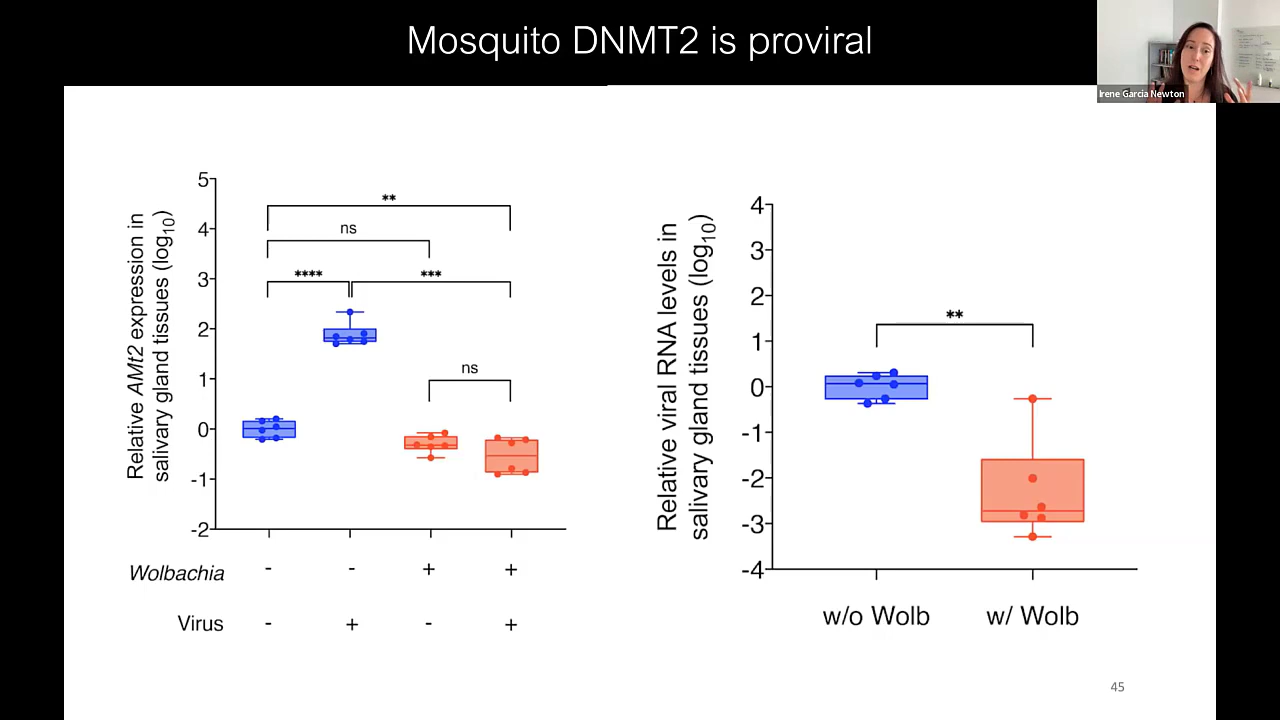 Mosquito DNMT2 is proviral
Irene Garcia Newton
Relative AMt2 expression in
salivary gland tissues (log10)
5
4
3
2
1
0
-1
-2
**
ns
****
***
ns
Wolbachia - - + +
Virus - + - +
Relative viral RNA levels in
salivary gland tissues (log10)
4
3
2
1
0
-1
-2
-3
-4
**
w/o Wolb w/ Wolb
45